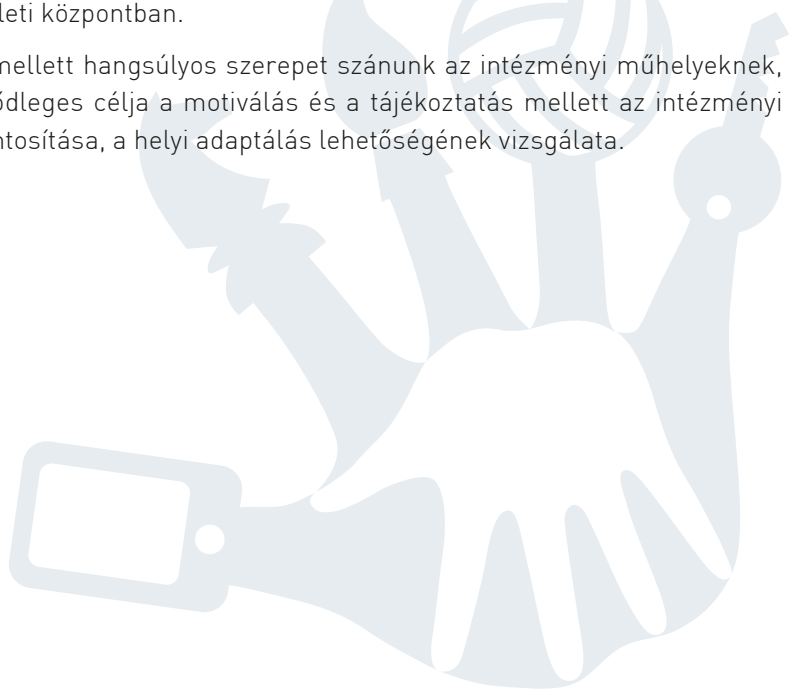 leti központban.
mellett hangsúlyos szerepet szánunk az intézményi műhelyeknek,
ődleges célja a motiválás és a tájékoztatás mellett az intézményi
ntosítása, a helyi adaptálás lehetőségének vizsgálata.